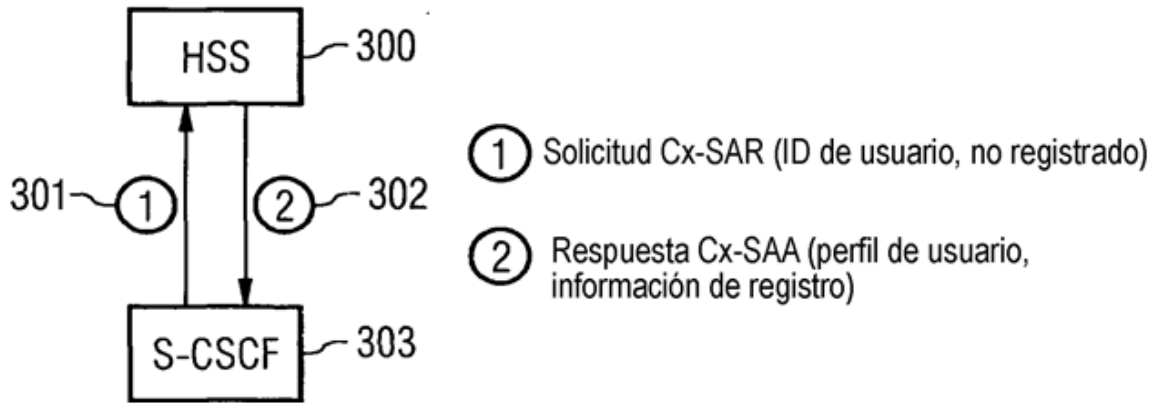 HSS
300
301
1
2
302
S-CSCF
303
1 Solicitud Cx-SAR (ID de usuario, no registrado)
2 Respuesta Cx-SAA (perfil de usuario,
información de registro)